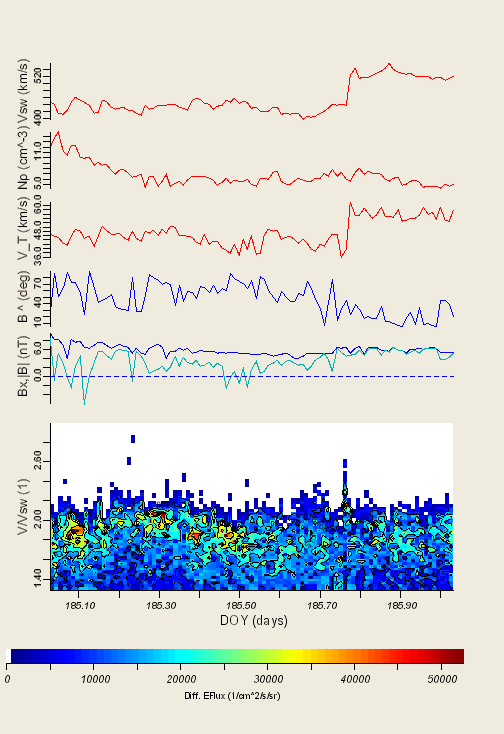 520
400
Vsw (km/s)
11.0
5.0
Np (cm^-3)
60.0
48.0
36.0
V_T (km/s)
70
40
10
B ^ (deg)
6.0
0.0
Bx,|B| (nT)
2.60
2.00
1.40
V/Vsw (1)
185.10 185.30 185.50 185.70 185.90
DOY (days)
0 10000 20000 30000 40000 50000
Diff. EFlux (1/cm^2/s/sr)